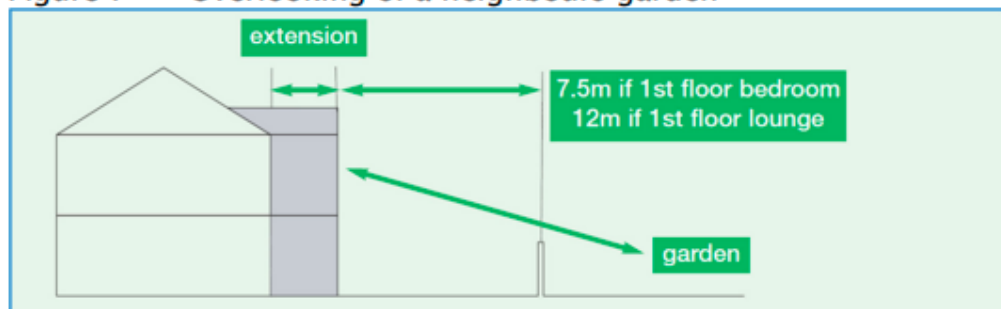 extension
7.5m if 1st floor bedroom
12m if 1st floor lounge
garden